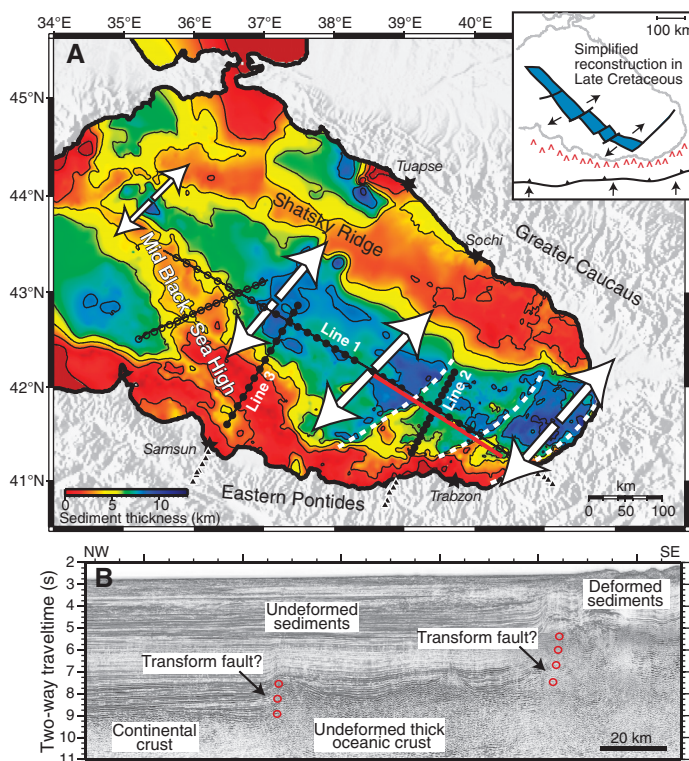 34°E 35° 36° 37° 38° 39° 40°
A
45°N
44°N
43°N
42°N
41°N
100 km
Simplified
reconstruction in
Late Cretaceous
Tuapse
Shatsky Ridge
Sochi
Greater Caucaus
Mid Black
Sea High
Line 1
Line 2
Line 3
Samsun
Trabzon
Eastern Pontides
0 5 10
Sediment thickness (km)
km
0 50 100
NW SE
B
Two-way traveltime (s)
2
3
4
5
6
7
8
9
10
11
Undeformed
sediments
Deformed
sediments
Transform fault?
Transform fault?
Continental
crust
Undeformed thick
oceanic crust
20 km